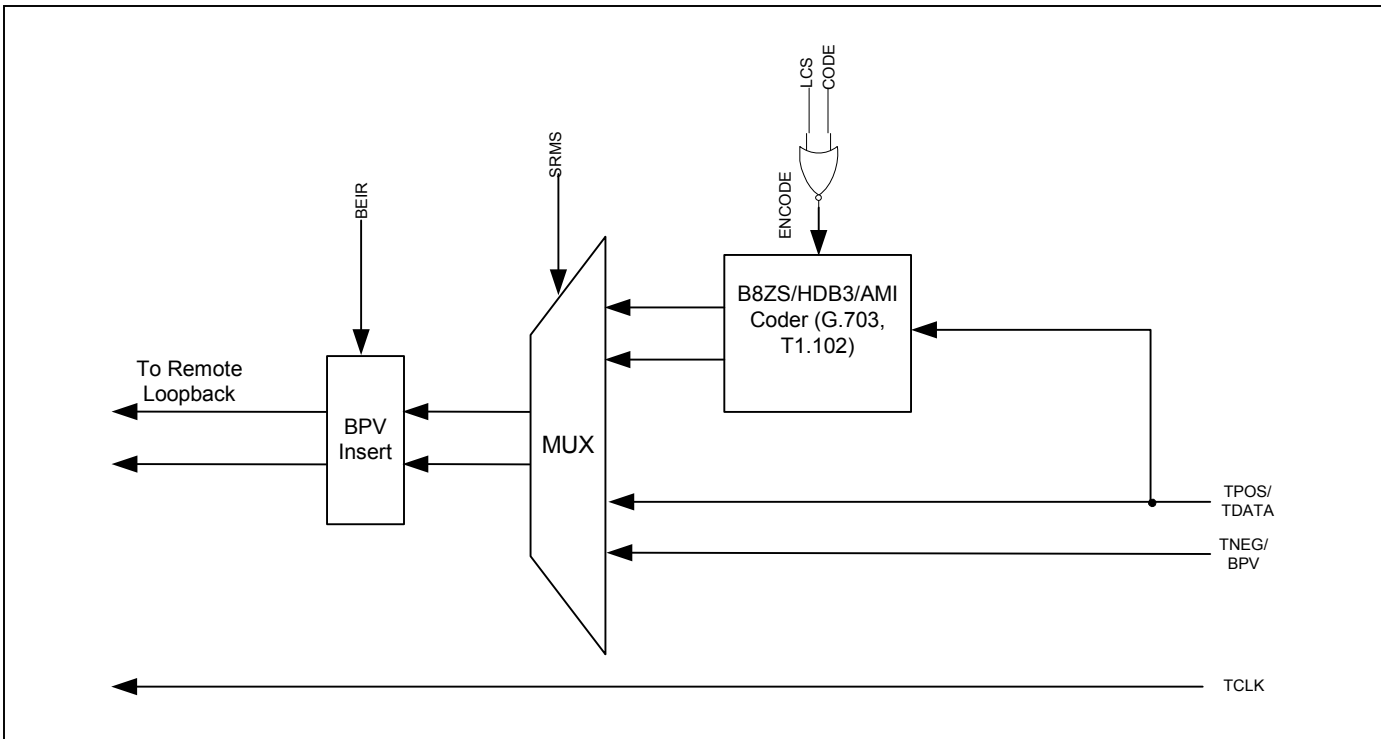 LCS
CODE
SRMS
BEIR
ENCODE
B8ZS/HDB3/AMI
Coder (G.703,
T1.102)
To Remote
Loopback
BPV
Insert
MUX
TPOS/
TDATA
TNEG/
BPV
TCLK